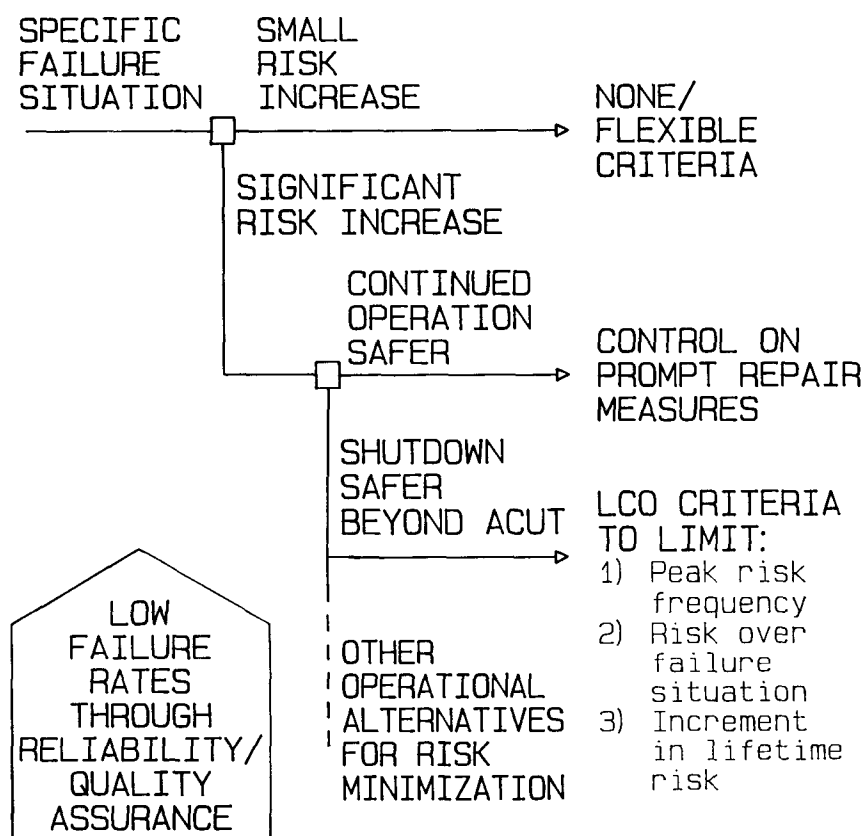 SPECIFIC
FAILURE
SITUATION
SMALL
RISK
INCREASE
NONE/
FLEXIBLE
CRITERIA
SIGNIFICANT
RISK INCREASE
CONTINUED
OPERATION
SAFER
CONTROL ON
PROMPT REPAIR
MEASURES
SHUTDOWN
SAFER
BEYOND ACUT
LCO CRITERIA
TO LIMIT:
1) Peak risk
frequency
2) Risk over
failure
situation
3) Increment
in lifetime
risk
OTHER
OPERATIONAL
ALTERNATIVES
FOR RISK
MINIMIZATION
LOW
FAILURE
RATES
THROUGH
RELIABILITY/
QUALITY
ASSURANCE